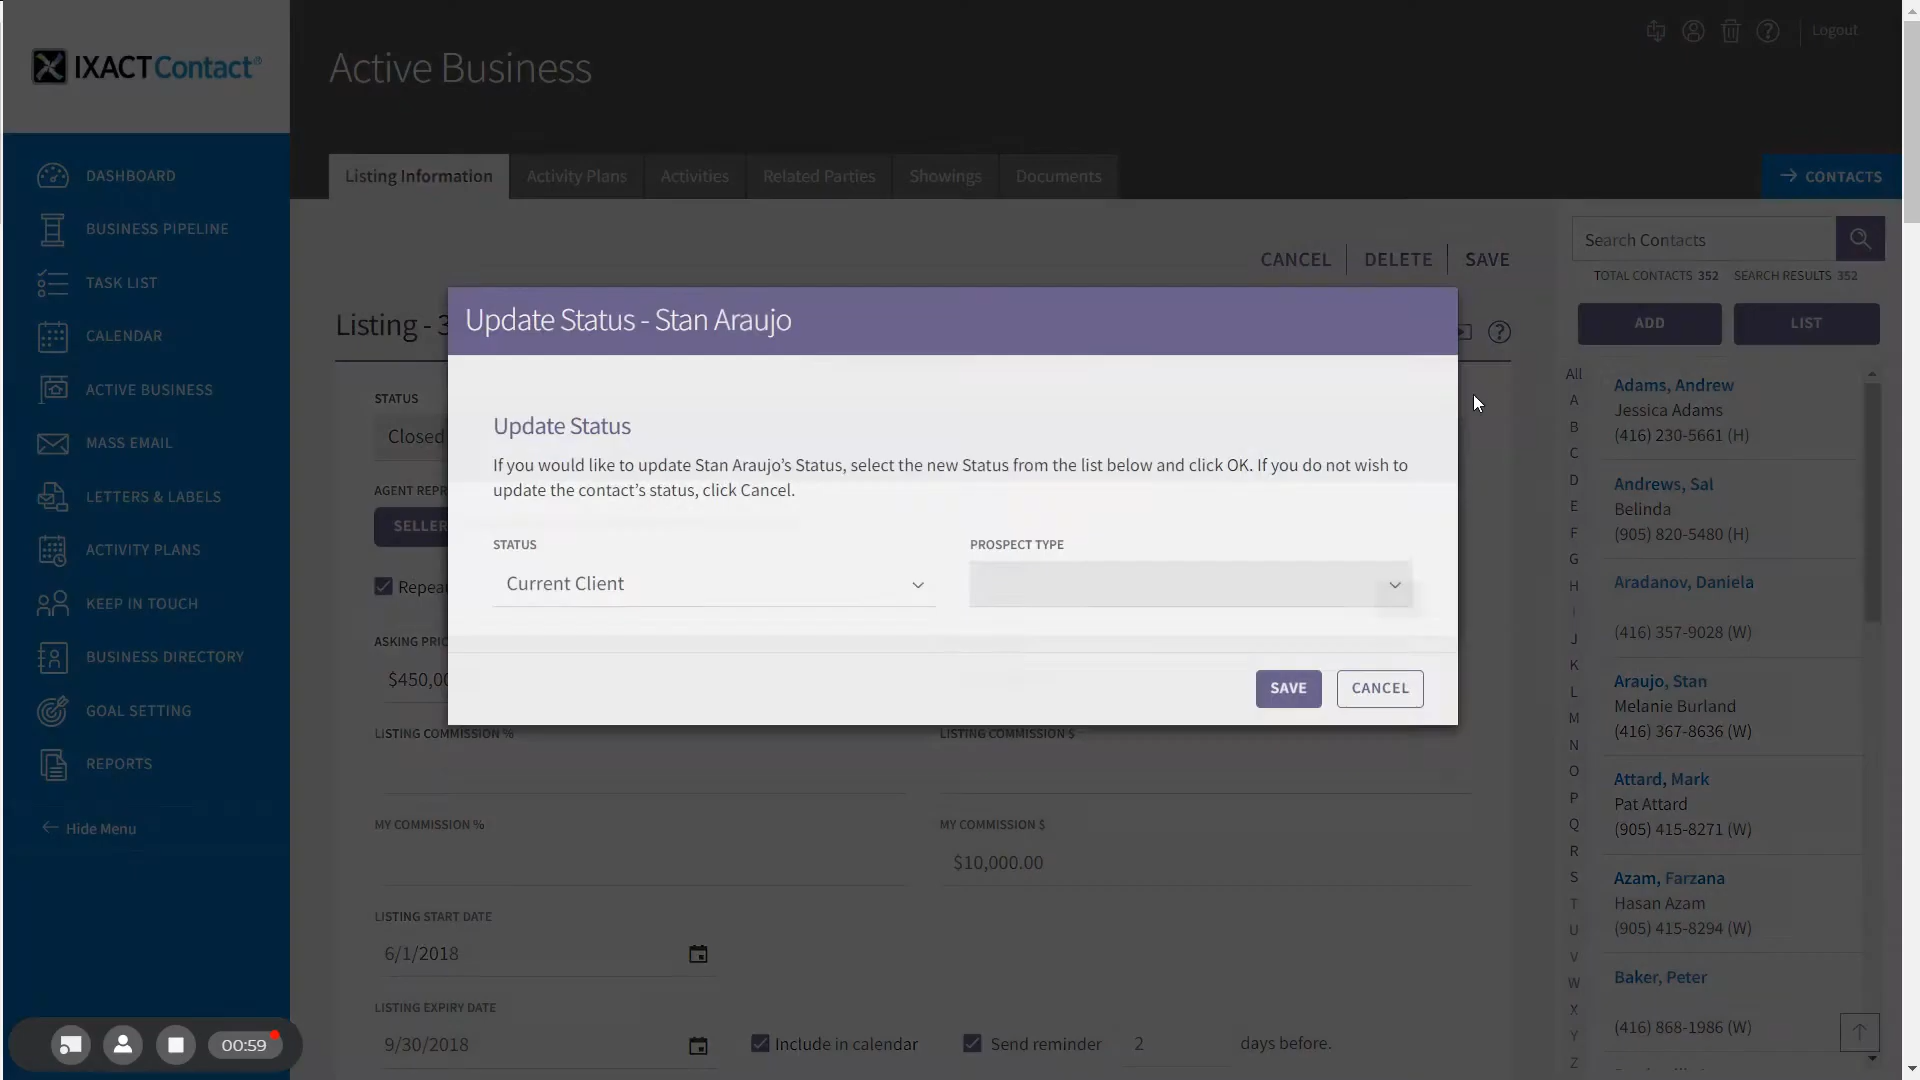 IXACTContact®
Active Business
Logout
DASHBOARD
BUSINESS PIPELINE
TASK LIST
CALENDAR
ACTIVE BUSINESS
MASS EMAIL
LETTERS & LABELS
ACTIVITY PLANS
KEEP IN TOUCH
BUSINESS DIRECTORY
GOAL SETTING
REPORTS
Hide Menu
00:59
Listing Information
Activity Plans
Activities
Related Parties
Showings
Documents
CONTACTS
CANCEL
DELETE
SAVE
Listing - 3
STATUS
Closed
AGENT REPR
SELLER
Repea
ASKING PRIC
$450,00
Update Status - Stan Araujo
Update Status
If you would like to update Stan Araujo's Status, select the new Status from the list below and click OK. If you do not wish to
update the contact's status, click Cancel.
STATUS
PROSPECT TYPE
Current Client
SAVE
CANCEL
LISTING COMMISSION %
LISTING COMMISSION $
MY COMMISSION %
MY COMMISSION $
$10,000.00
LISTING START DATE
6/1/2018
LISTING EXPIRY DATE
9/30/2018
Include in calendar
Send reminder
2
days before.
Search Contacts
TOTAL CONTACTS 352
SEARCH RESULTS 352
ADD
LIST
All
A
B
C
D
E
F
G
H
I
J
K
L
M
N
O
P
Q
R
S
T
U
V
W
X
Y
Z
Adams, Andrew
Jessica Adams
(416) 230-5661 (H)
Andrews, Sal
Belinda
(905) 820-5480 (H)
Aradanov, Daniela
(416) 357-9028 (W)
Araujo, Stan
Melanie Burland
(416) 367-8636 (W)
Attard, Mark
Pat Attard
(905) 415-8271 (W)
Azam, Farzana
Hasan Azam
(905) 415-8294 (W)
Baker, Peter
(416) 868-1986 (W)